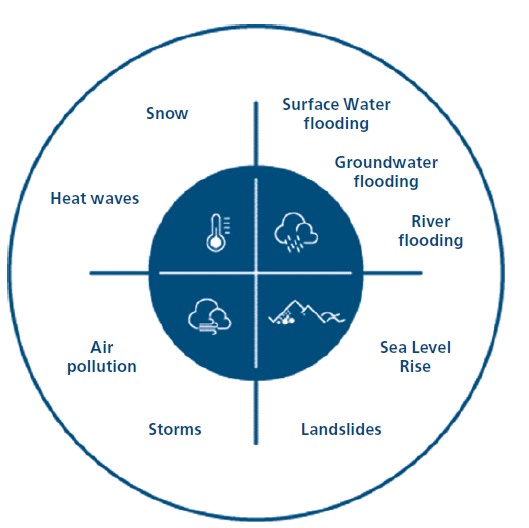 Snow
Surface Water
flooding
Groundwater
flooding
Heat waves
River
flooding
Air
pollution
Sea Level
Rise
Storms
Landslides